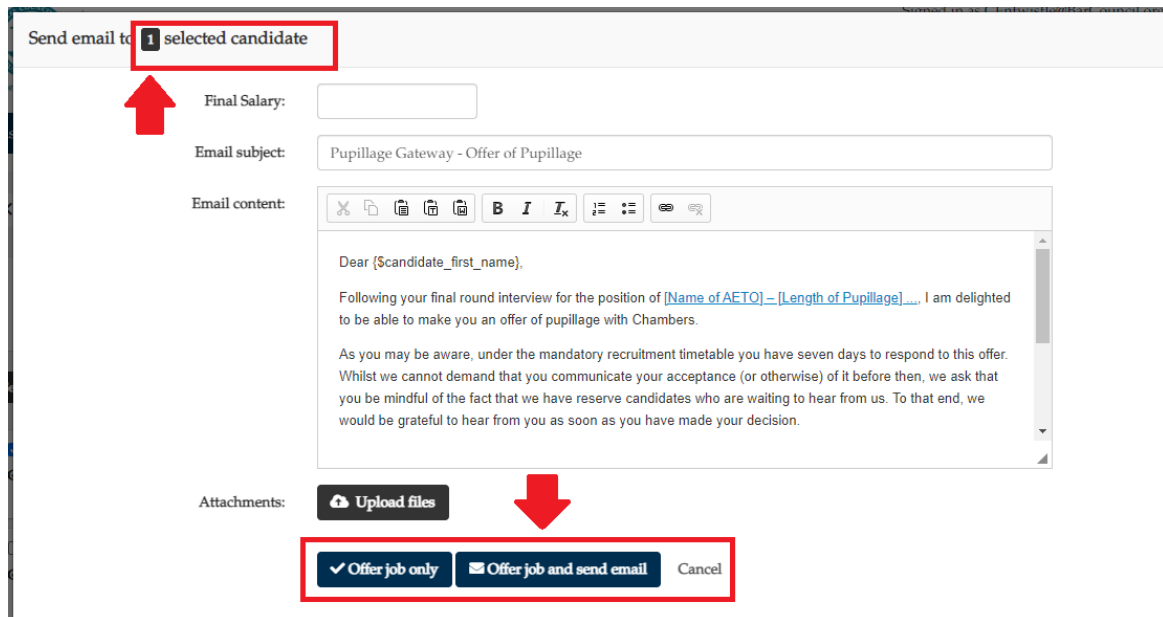 Signed in as CEntwistle@BarCouncil.org
Send email to 1 selected candidate
Final Salary:
Email subject:
Pupillage Gateway - Offer of Pupillage
Email content:
Dear {$candidate_first_name},
Following your final round interview for the position of [Name of AETO] – [Length of Pupillage] ..., I am delighted
to be able to make you an offer of pupillage with Chambers.
As you may be aware, under the mandatory recruitment timetable you have seven days to respond to this offer.
Whilst we cannot demand that you communicate your acceptance (or otherwise) of it before then, we ask that
you be mindful of the fact that we have reserve candidates who are waiting to hear from us. To that end, we
would be grateful to hear from you as soon as you have made your decision.
Attachments:
Upload files
Offer job only
Offer job and send email
Cancel